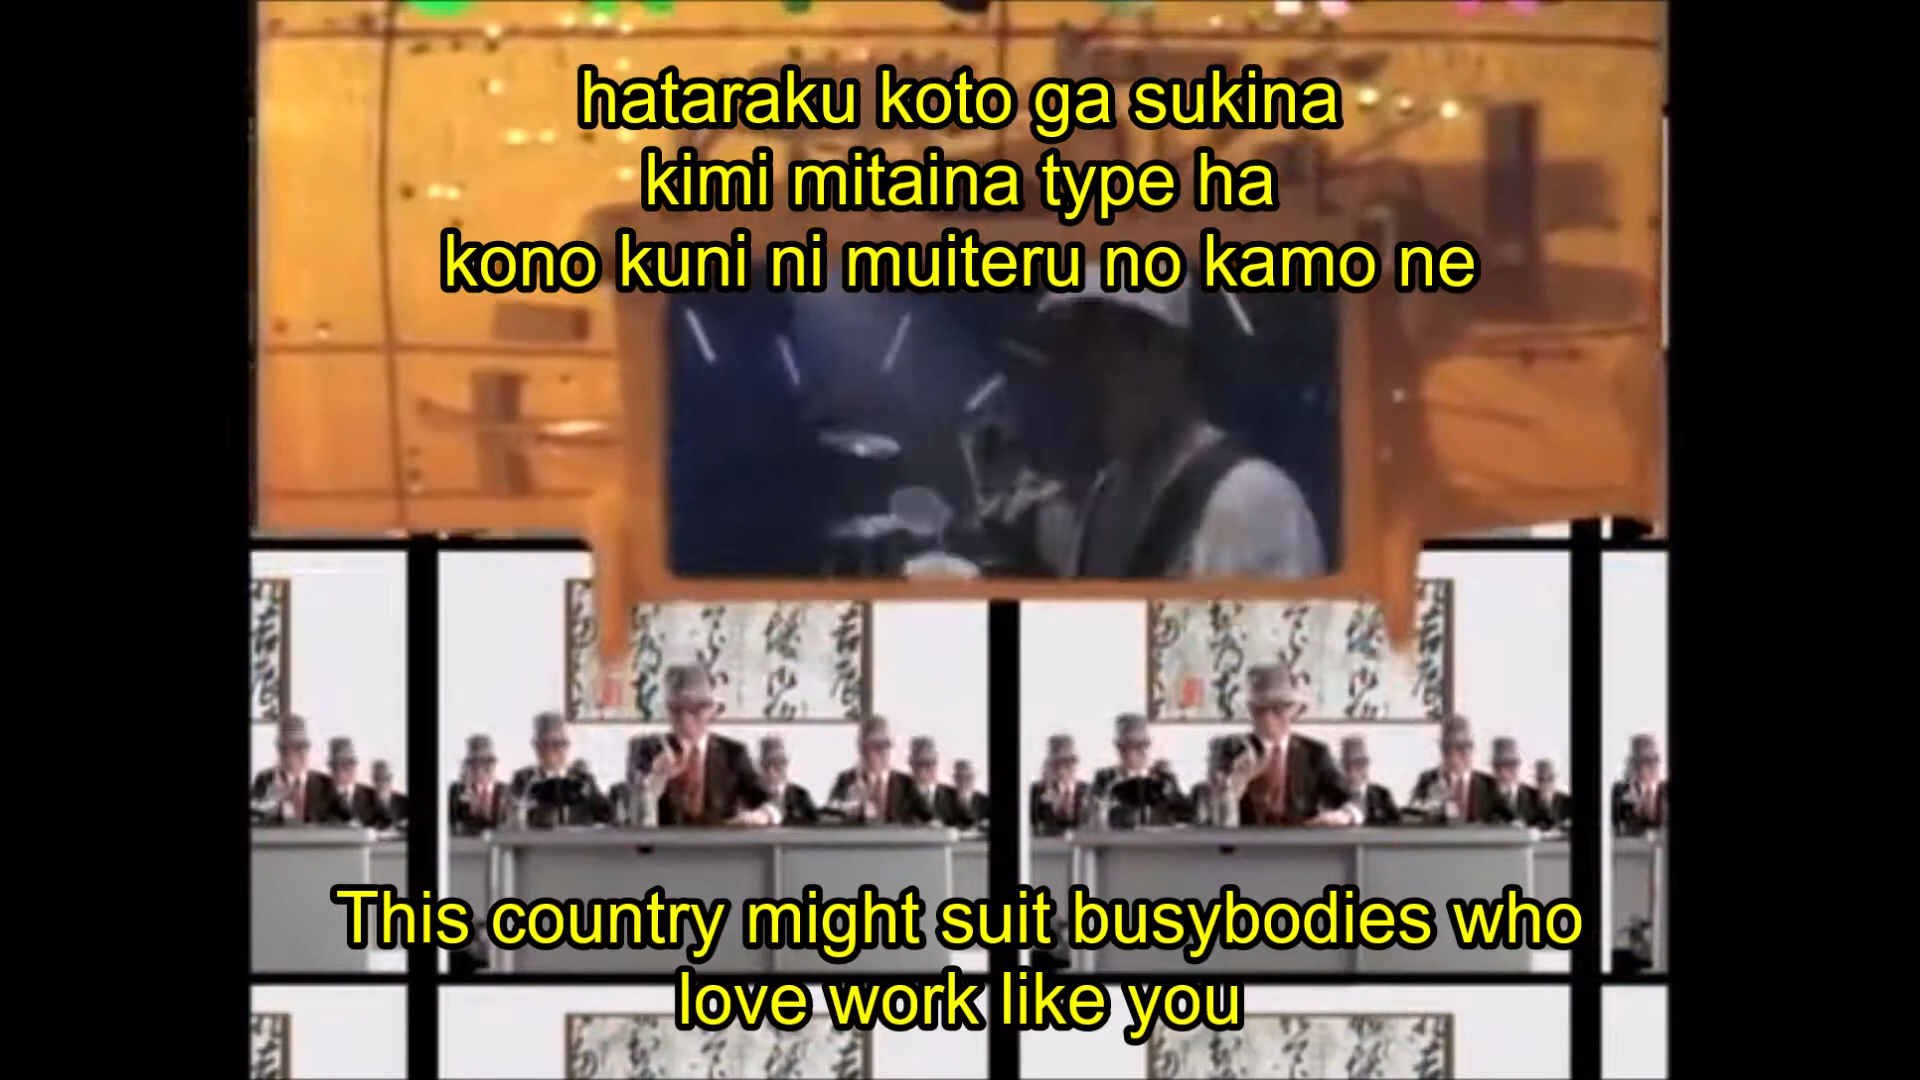 hataraku koto ga sukina
kimi mitaina type ha
kono kuni ni muiteru no kamo ne
This country might suit busybodies who
love work like you